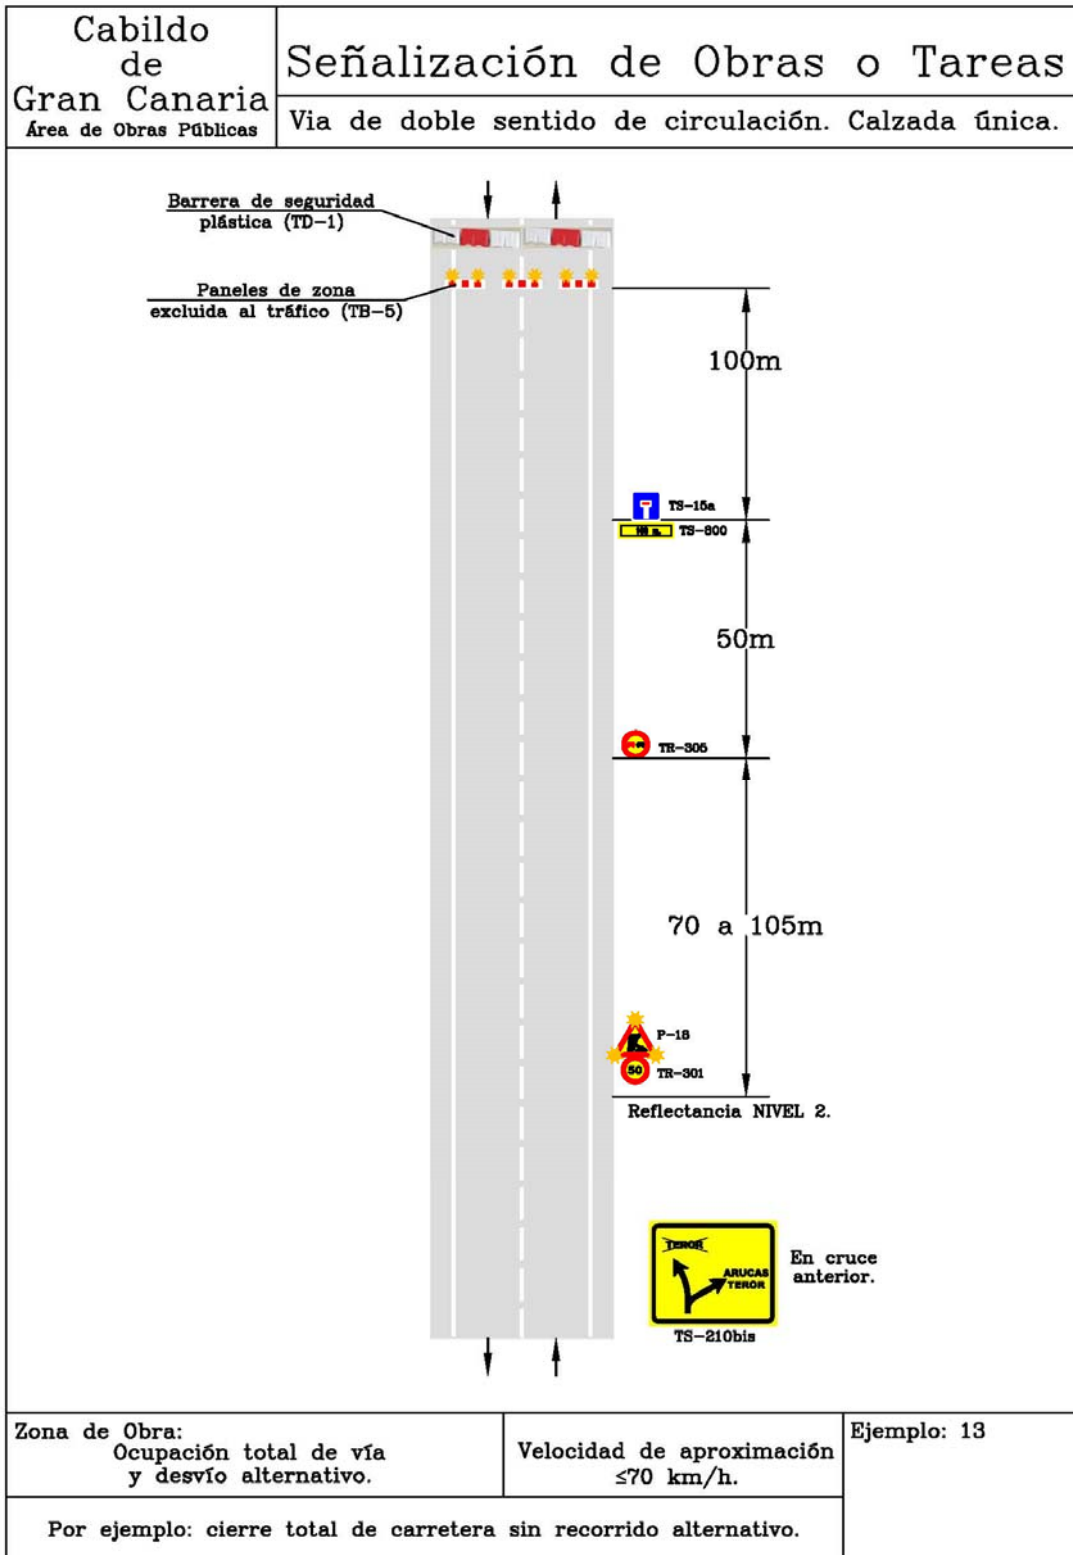 Cabildo
de
Gran Canaria
Área de Obras Públicas
Señalización de Obras o Tareas
Via de doble sentido de circulación. Calzada única.
Barrera de seguridad
plástica (TD-1)
Paneles de zona
excluida al tráfico (TB-5)
100m
TS-15a
100 m.
TS-800
50m
TR-305
70 a 105m
P-18
50
TR-301
Reflectancia NIVEL 2.
TEROR
ARUCAS
TEROR
En cruce
anterior.
TS-210bis
Zona de Obra:
Ocupación total de vía
y desvío alternativo.
Velocidad de aproximación
≤70 km/h.
Ejemplo: 13
Por ejemplo: cierre total de carretera sin recorrido alternativo.